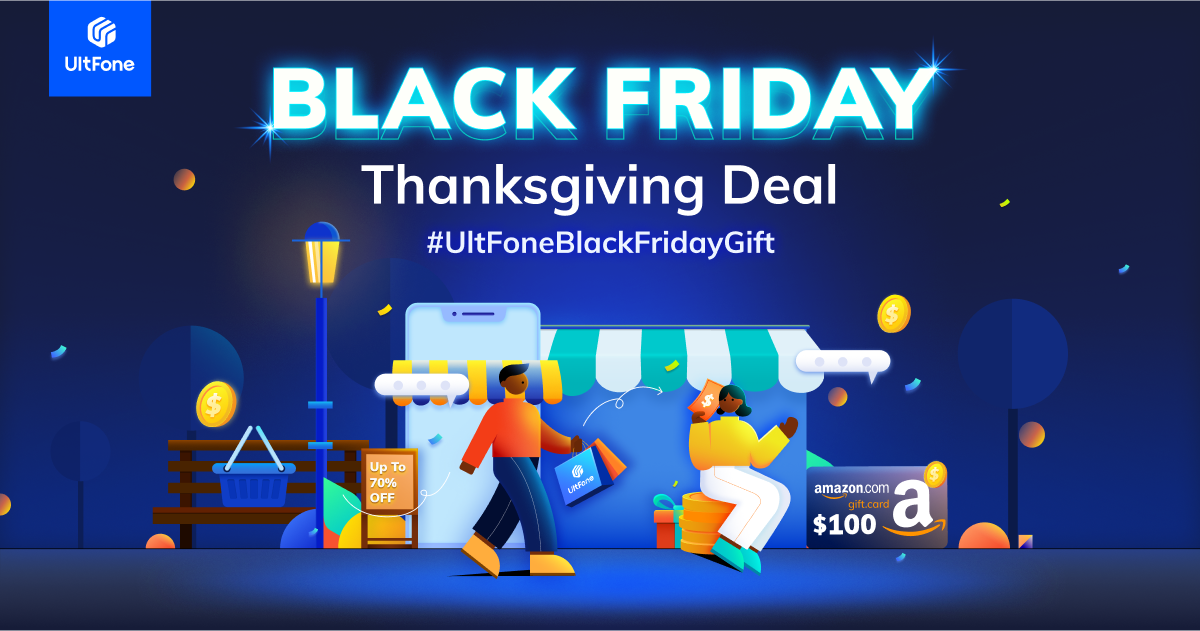 UltFone
BLACK FRIDAY
Thanksgiving Deal
#UltFoneBlackFridayGift
Up To
70%
OFF
UltFone
amazon.com
gift.card
$100
a
$
$
$
$